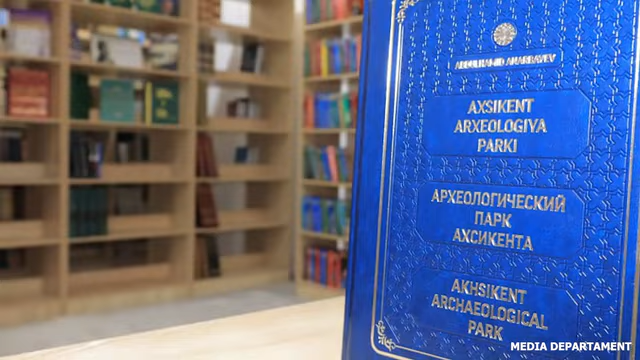 ABDULHAMID ANARBAYEV
AXSIKENT
ARXEOLOGIYA
PARKI
АРХЕОЛОГИЧЕСКИЙ
ПАРК
АХСИКЕНТА
AKHSIKENT
ARCHAEOLOGICAL
PARK
MEDIA DEPARTAMENT